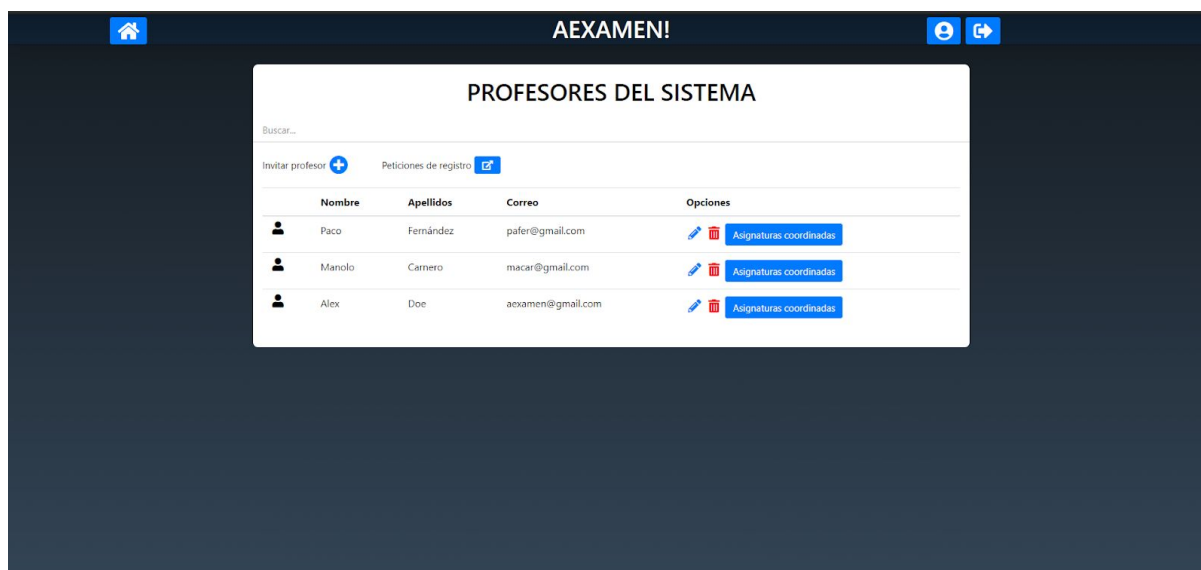 AEXAMEN!
PROFESORES DEL SISTEMA
Buscar...
Invitar profesor Peticiones de registro
Nombre Apellidos Correo Opciones
Paco Fernández pafer@gmail.com Asignaturas coordinadas
Manolo Carnero macar@gmail.com Asignaturas coordinadas
Alex Doe aexamen@gmail.com Asignaturas coordinadas